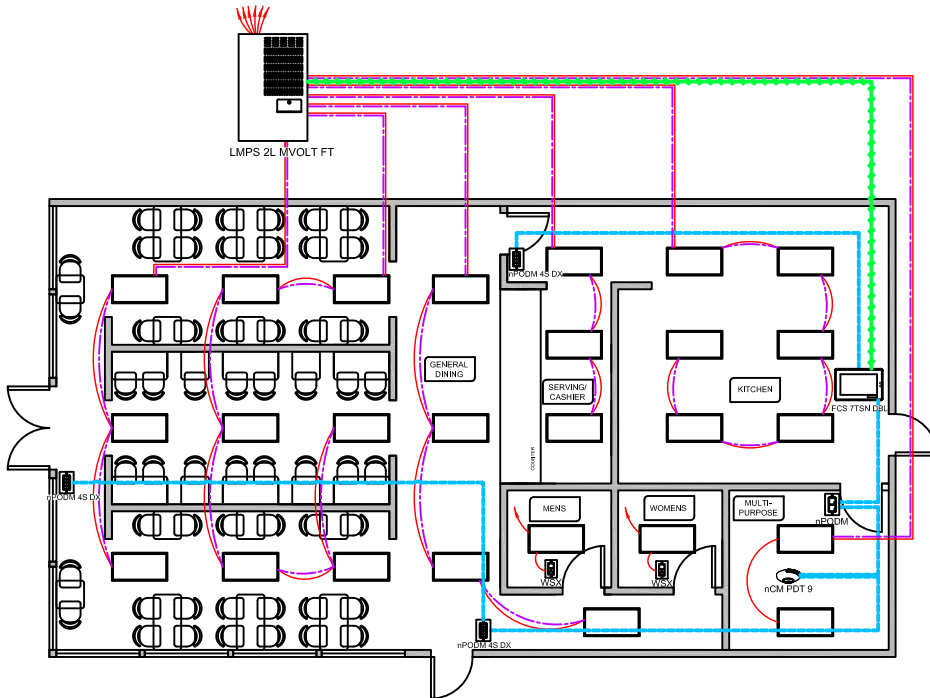 LMPS 2L MVOLT FT
nPODM 4S DX
GENERAL
DINING
SERVING/
CASHIER
KITCHEN
FCS 7TSN DBL
COUNTER
nPODM 4S DX
MENS
WOMENS
MULTI-
PURPOSE
nPODM
WSX
WSX
nCM PDT 9
nPODM 4S DX